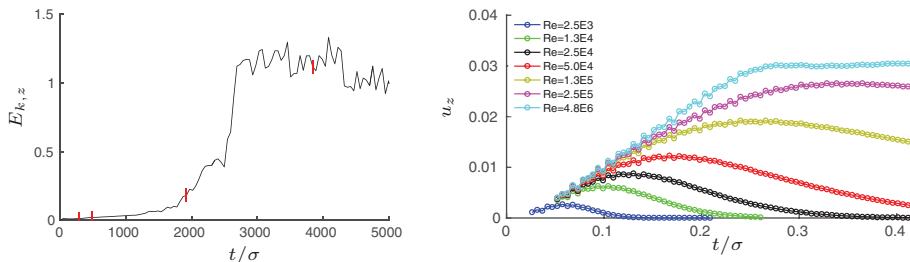 1.5
1
0.5
0
E_{k,z}
0 1000 2000 3000 4000 5000
t/σ
0.04
0.03
0.02
0.01
0
u_z
Re=2.5E3
Re=1.3E4
Re=2.5E4
Re=5.0E4
Re=1.3E5
Re=2.5E5
Re=4.8E6
0.1 0.2 0.3 0.4
t/σ